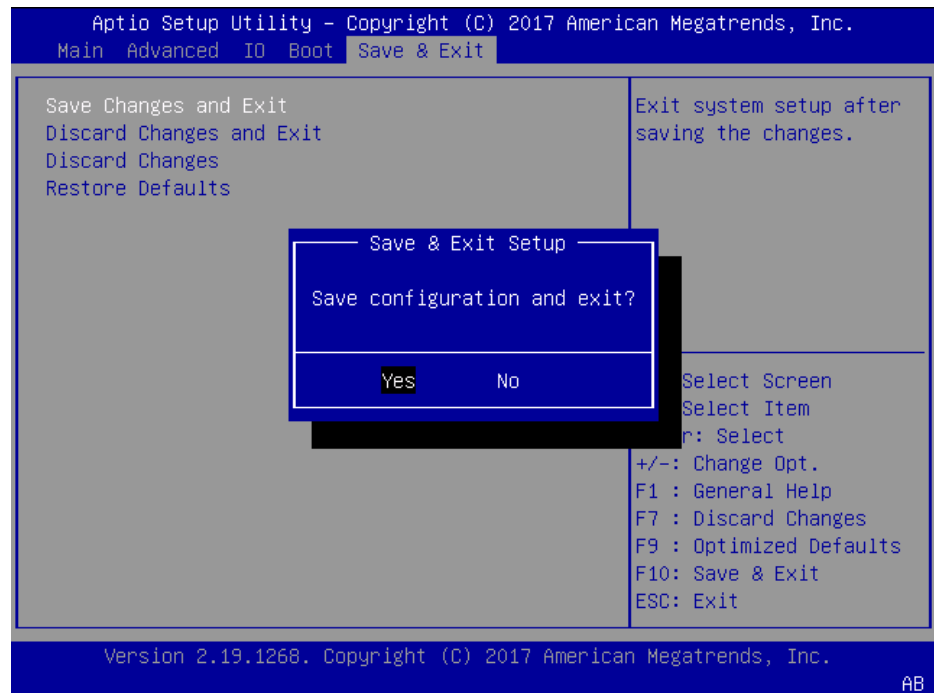 Aptio Setup Utility – Copyright (C) 2017 American Megatrends, Inc.
Main Advanced IO Boot Save & Exit
Save Changes and Exit
Discard Changes and Exit
Discard Changes
Restore Defaults
Exit system setup after
saving the changes.
Save & Exit Setup
Save configuration and exit?
Yes No
Select Screen
Select Item
r: Select
+/-: Change Opt.
F1 : General Help
F7 : Discard Changes
F9 : Optimized Defaults
F10: Save & Exit
ESC: Exit
Version 2.19.1268. Copyright (C) 2017 American Megatrends, Inc.
AB